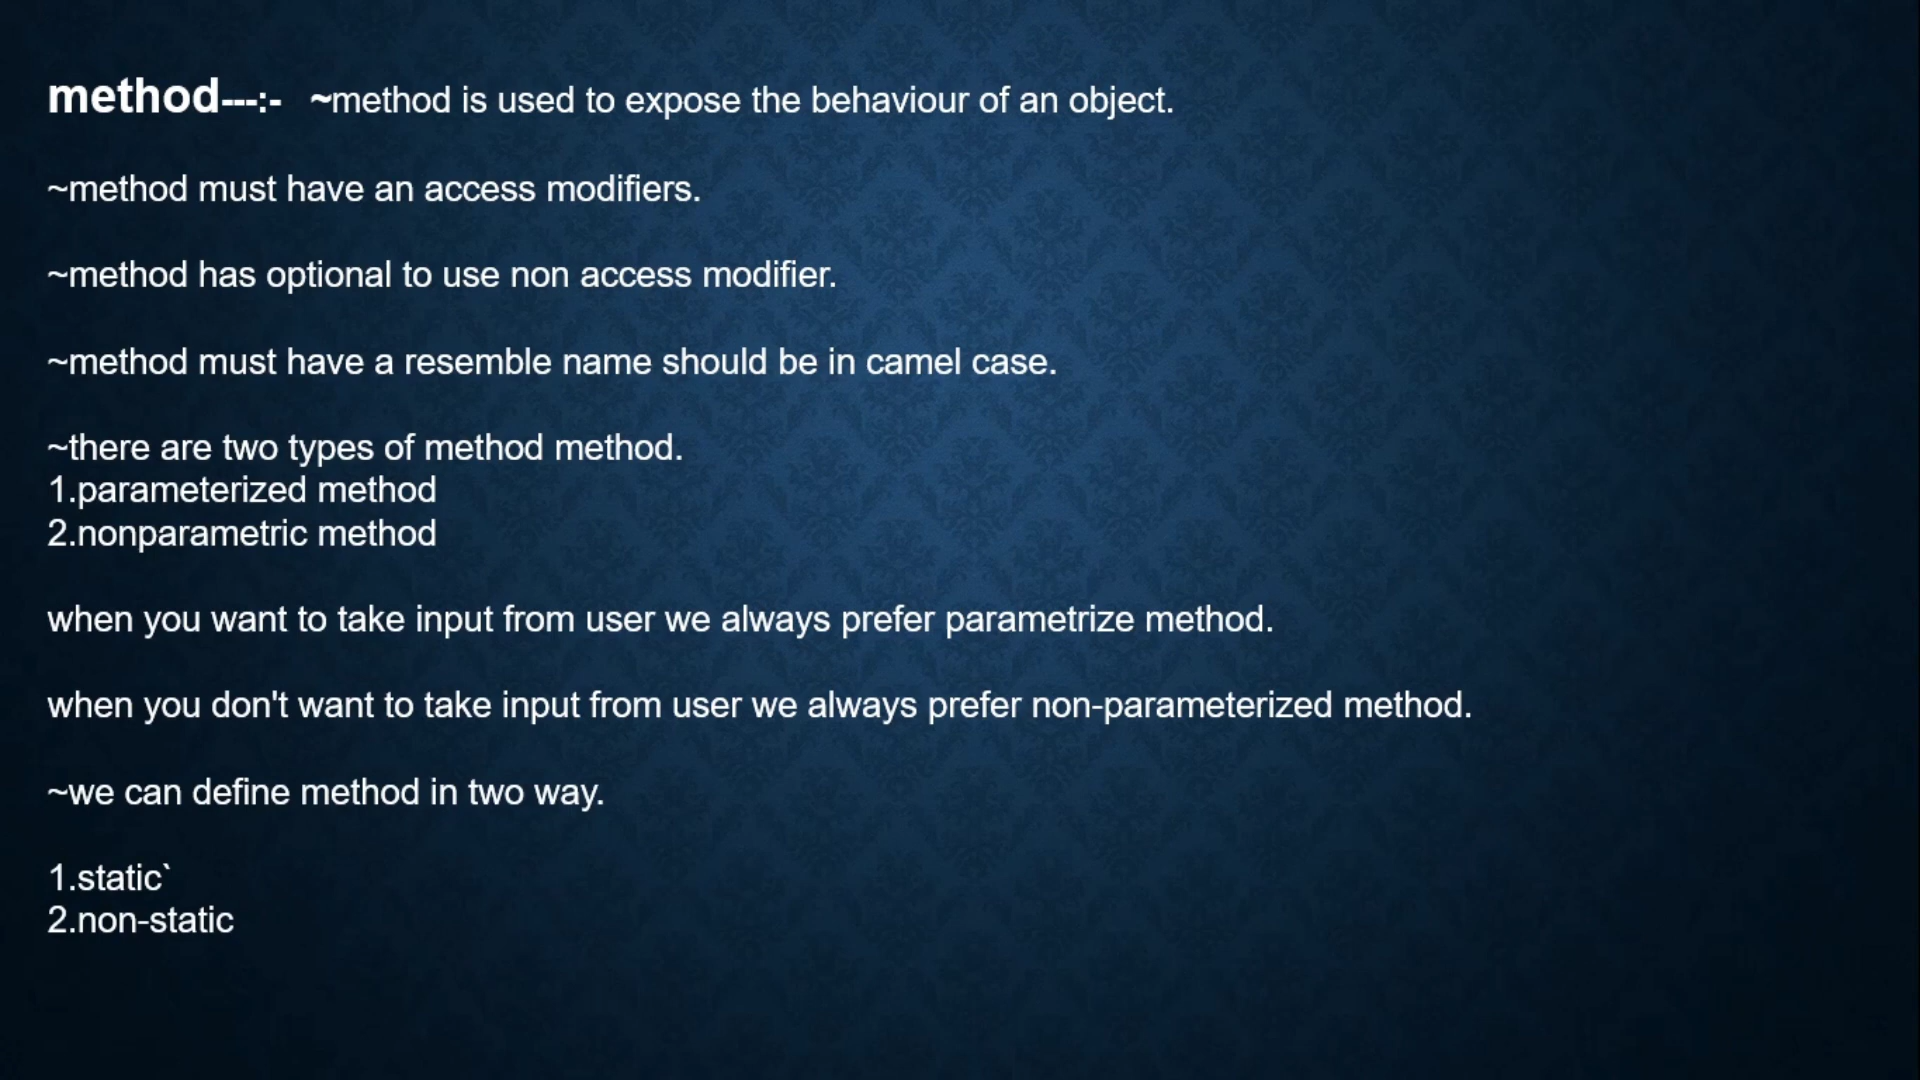 method---:- ~method is used to expose the behaviour of an object.
~method must have an access modifiers.
~method has optional to use non access modifier.
~method must have a resemble name should be in camel case.
~there are two types of method method.
1.parameterized method
2.nonparametric method
when you want to take input from user we always prefer parametrize method.
when you don't want to take input from user we always prefer non-parameterized method.
~we can define method in two way.
1.static`
2.non-static